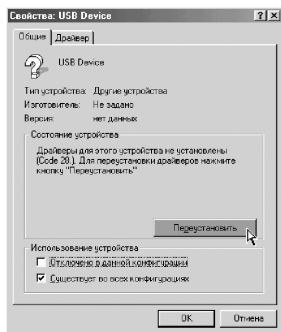 Свойства: USB Device
Общие Драйвер
USB Device
Тип устройства: Другие устройства
Изготовитель: Не задано
Версия: нет данных
Состояние устройства
Драйверы для этого устройства не установлены
(Code 28.) Для переустановки драйверов нажмите
кнопку "Переустановить"
Переустановить
Использование устройства
Отключено в данной конфигурации
Существует во всех конфигурациях
OK Отмена